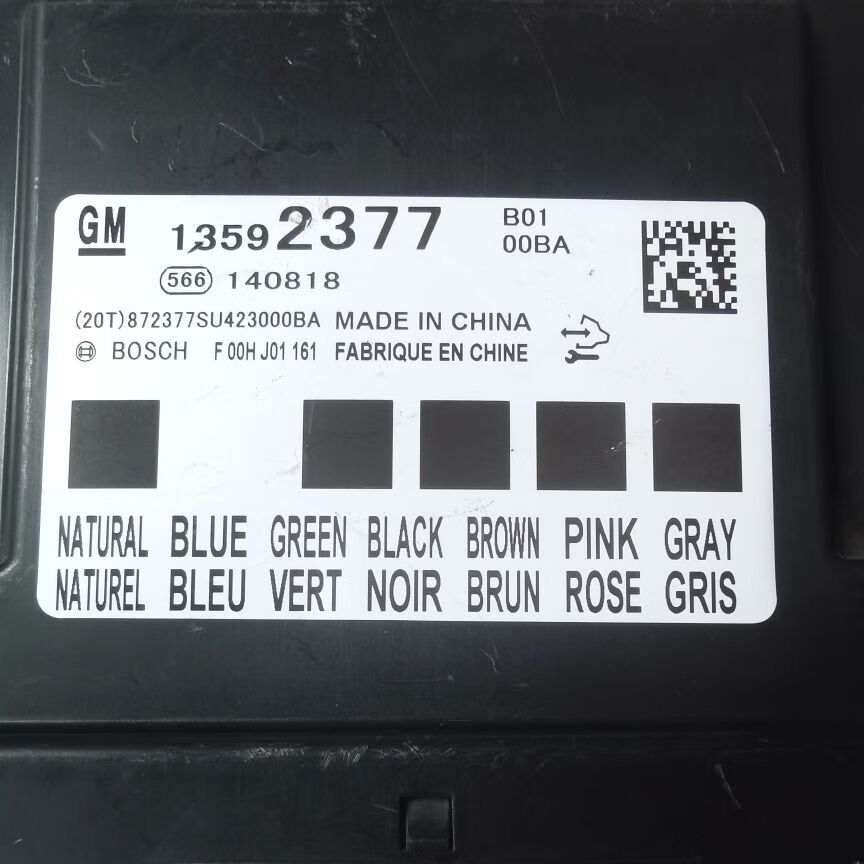 GM 13592377 B01
00BA
566 140818
(20T)872377SU423000BA MADE IN CHINA
BOSCH F 00H J01 161 FABRIQUE EN CHINE
NATURAL BLUE GREEN BLACK BROWN PINK GRAY
NATUREL BLEU VERT NOIR BRUN ROSE GRIS